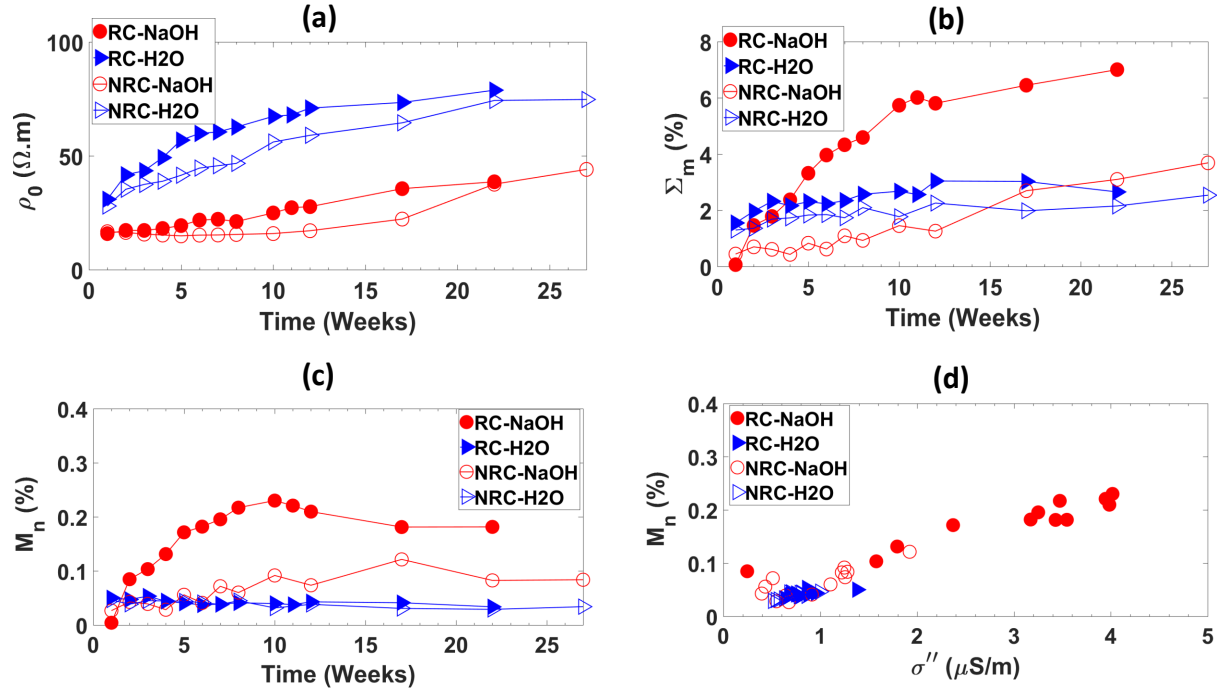 (a)
RC-NaOH
RC-H2O
NRC-NaOH
NRC-H2O
100
50
0
ρ0 (Ω.m)
0 5 10 15 20 25
Time (Weeks)
(b)
RC-NaOH
RC-H2O
NRC-NaOH
NRC-H2O
8
6
4
2
0
Σm (%)
0 5 10 15 20 25
Time (Weeks)
(c)
RC-NaOH
RC-H2O
NRC-NaOH
NRC-H2O
0.4
0.3
0.2
0.1
0
Mn (%)
0 5 10 15 20 25
Time (Weeks)
(d)
RC-NaOH
RC-H2O
NRC-NaOH
NRC-H2O
0.4
0.3
0.2
0.1
0
Mn (%)
0 1 2 3 4 5
σ'' (μS/m)